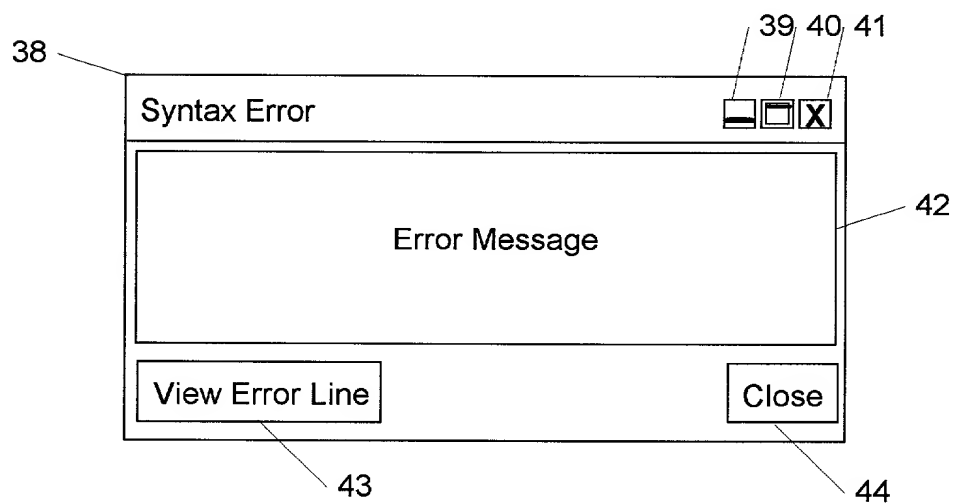 39 40 41
38
Syntax Error X
42
Error Message
View Error Line Close
43 44